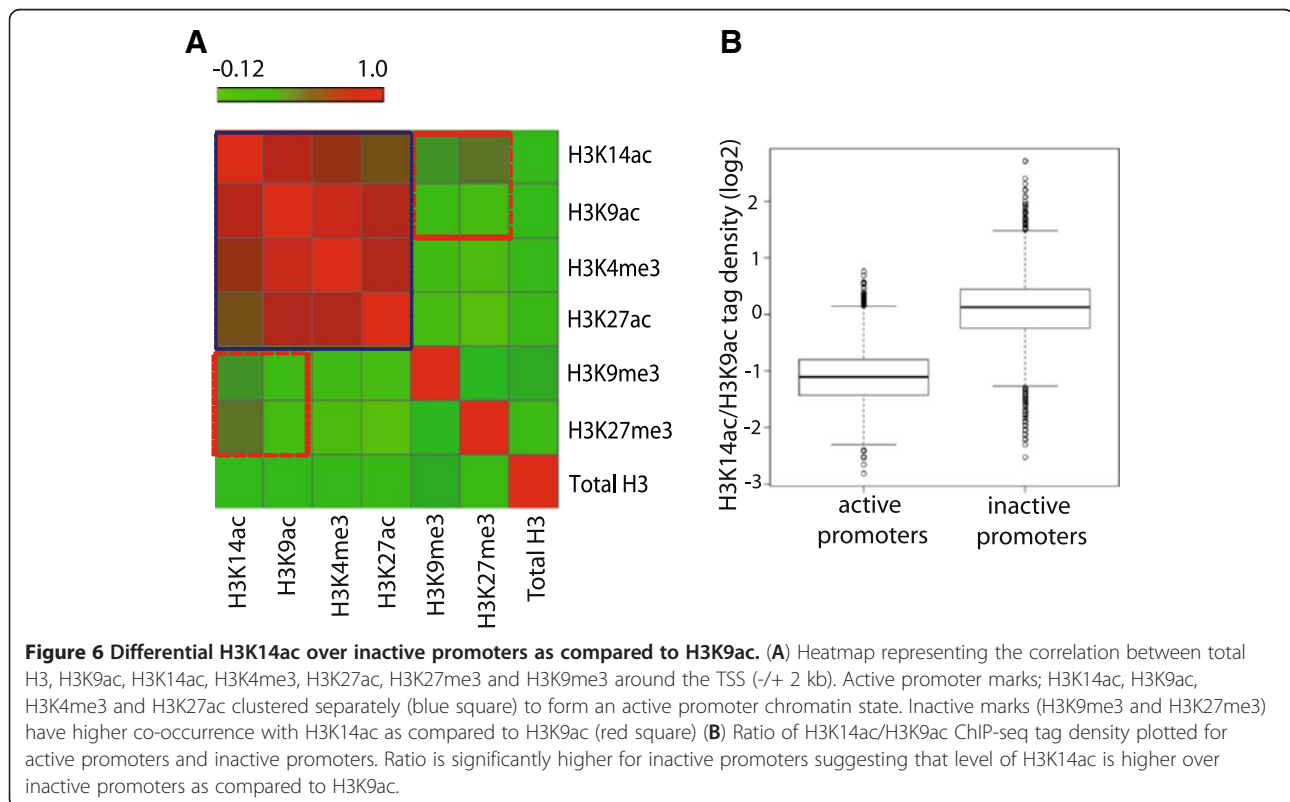 A
-0.12 1.0
H3K14ac
H3K9ac
H3K4me3
H3K27ac
H3K9me3
H3K27me3
Total H3
H3K14ac
H3K9ac
H3K4me3
H3K27ac
H3K9me3
H3K27me3
Total H3
B
H3K14ac/H3K9ac tag density (log2)
2
1
0
-1
-2
-3
active promoters
inactive promoters
Figure 6 Differential H3K14ac over inactive promoters as compared to H3K9ac. (A) Heatmap representing the correlation between total
H3, H3K9ac, H3K14ac, H3K4me3, H3K27ac, H3K27me3 and H3K9me3 around the TSS (-/+ 2 kb). Active promoter marks; H3K14ac, H3K9ac,
H3K4me3 and H3K27ac clustered separately (blue square) to form an active promoter chromatin state. Inactive marks (H3K9me3 and H3K27me3)
have higher co-occurrence with H3K14ac as compared to H3K9ac (red square) (B) Ratio of H3K14ac/H3K9ac ChIP-seq tag density plotted for
active promoters and inactive promoters. Ratio is significantly higher for inactive promoters suggesting that level of H3K14ac is higher over
inactive promoters as compared to H3K9ac.